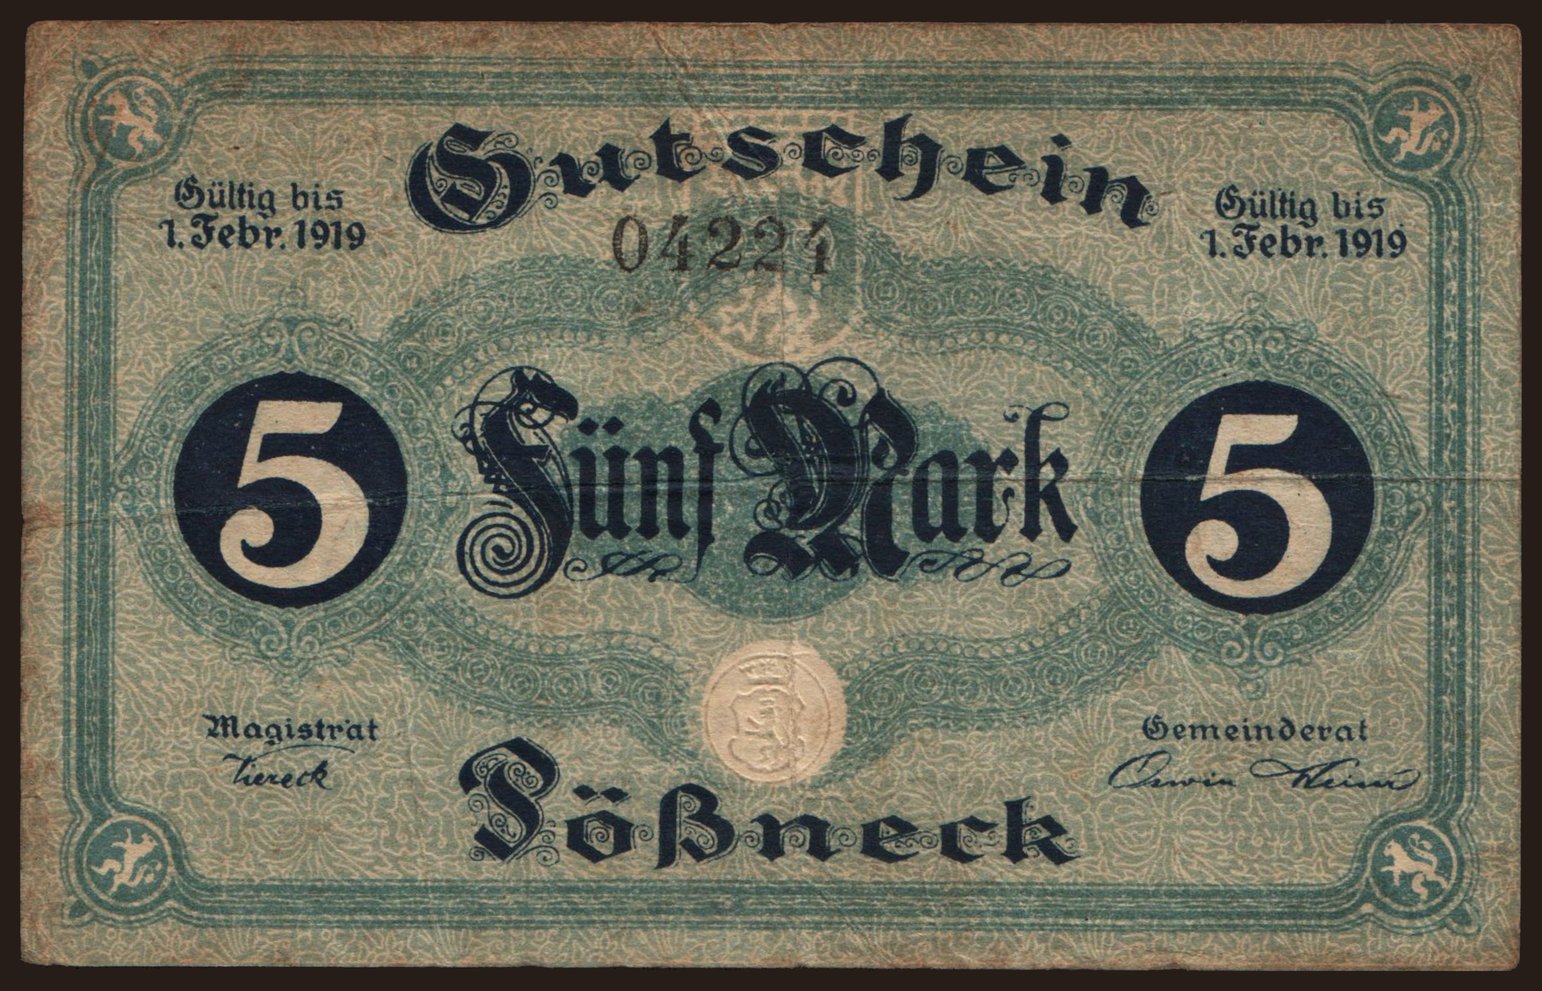 Gutschein
Gültig bis
1. Febr. 1919
Gültig bis
1. Febr. 1919
04224
5
Fünf Mark
5
Magistrat
Viereck
Gemeinderat
Oswin
Pößneck